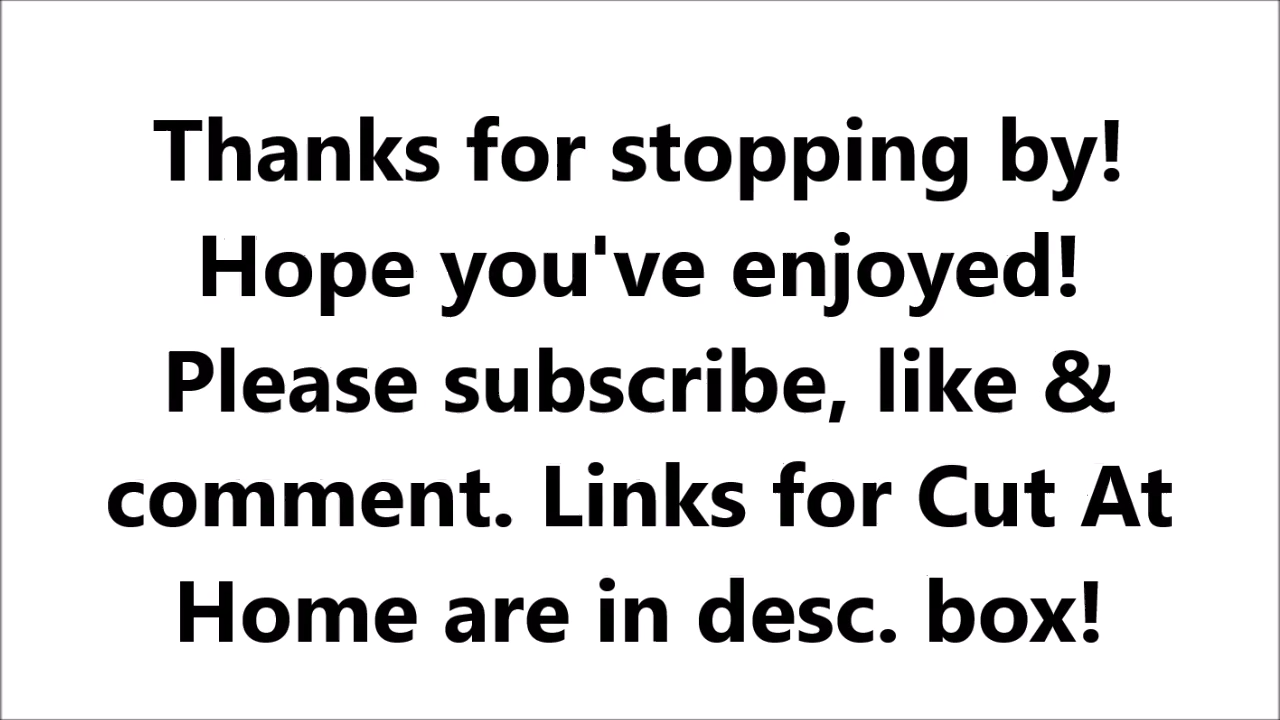 Thanks for stopping by!
Hope you've enjoyed!
Please subscribe, like &
comment. Links for Cut At
Home are in desc. box!